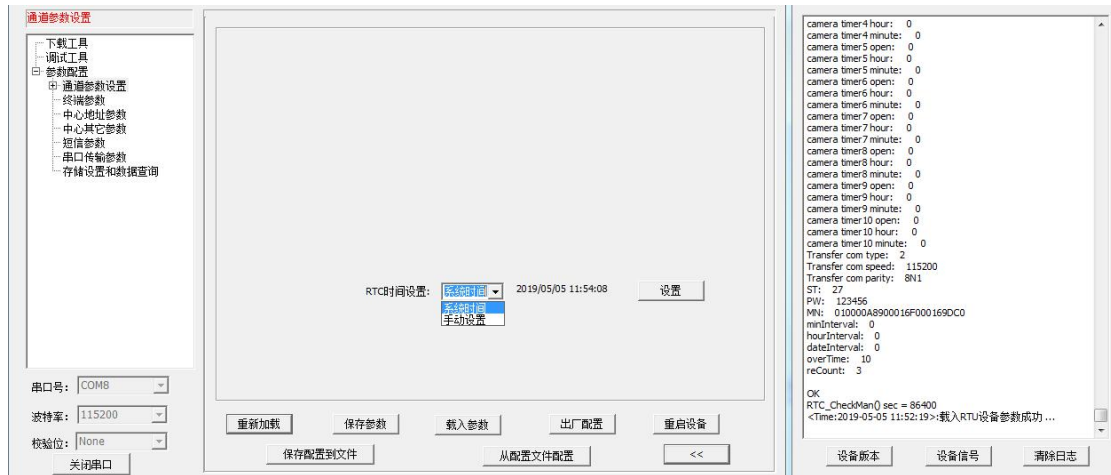 通道参数设置
下载工具
调试工具
参数配置
通道参数设置
终端参数
中心地址参数
中心其它参数
短信参数
串口传输参数
存储设置和数据查询
串口号: COM8
波特率: 115200
校验位: None
关闭串口
RTC时间设置: 系统时间 2019/05/05 11:54:08 设置
系统时间
手动设置
重新加载 保存参数 载入参数 出厂配置 重启设备
保存配置到文件 从配置文件配置 <<
camera timer4 hour: 0
camera timer4 minute: 0
camera timer5 open: 0
camera timer5 hour: 0
camera timer5 minute: 0
camera timer6 open: 0
camera timer6 hour: 0
camera timer6 minute: 0
camera timer7 open: 0
camera timer7 hour: 0
camera timer7 minute: 0
camera timer8 open: 0
camera timer8 hour: 0
camera timer8 minute: 0
camera timer9 open: 0
camera timer9 hour: 0
camera timer9 minute: 0
camera timer10 open: 0
camera timer10 hour: 0
camera timer10 minute: 0
Transfer com type: 2
Transfer com speed: 115200
Transfer com parity: 8N1
ST: 27
PW: 123456
MN: 010000A8900016F000169DC0
minInterval: 0
hourInterval: 0
dateInterval: 0
overTime: 10
reCount: 3
OK
RTC_CheckMan() sec = 86400
<Time:2019-05-05 11:52:19>:载入RTU设备参数成功 ...
设备版本 设备信号 清除日志